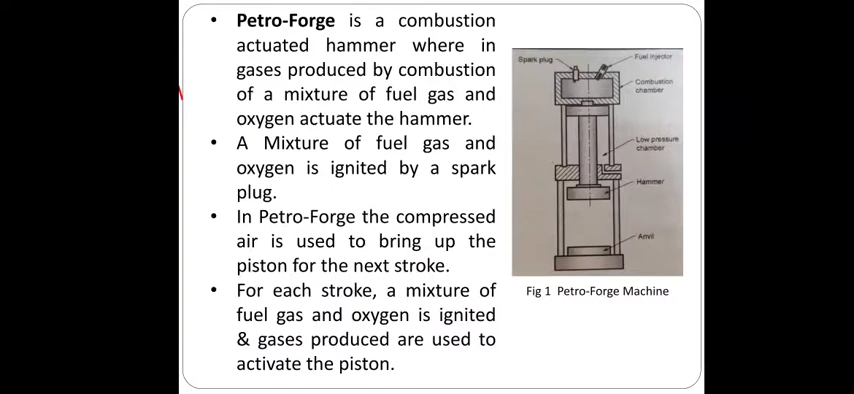 • Petro-Forge is a combustion
actuated hammer where in
gases produced by combustion
of a mixture of fuel gas and
oxygen actuate the hammer.
• A Mixture of fuel gas and
oxygen is ignited by a spark
plug.
• In Petro-Forge the compressed
air is used to bring up the
piston for the next stroke.
• For each stroke, a mixture of
fuel gas and oxygen is ignited
& gases produced are used to
activate the piston.
Spark plug
Fuel injector
Combustion
chamber
Low pressure
chamber
Hammer
Anvil
Fig 1 Petro-Forge Machine